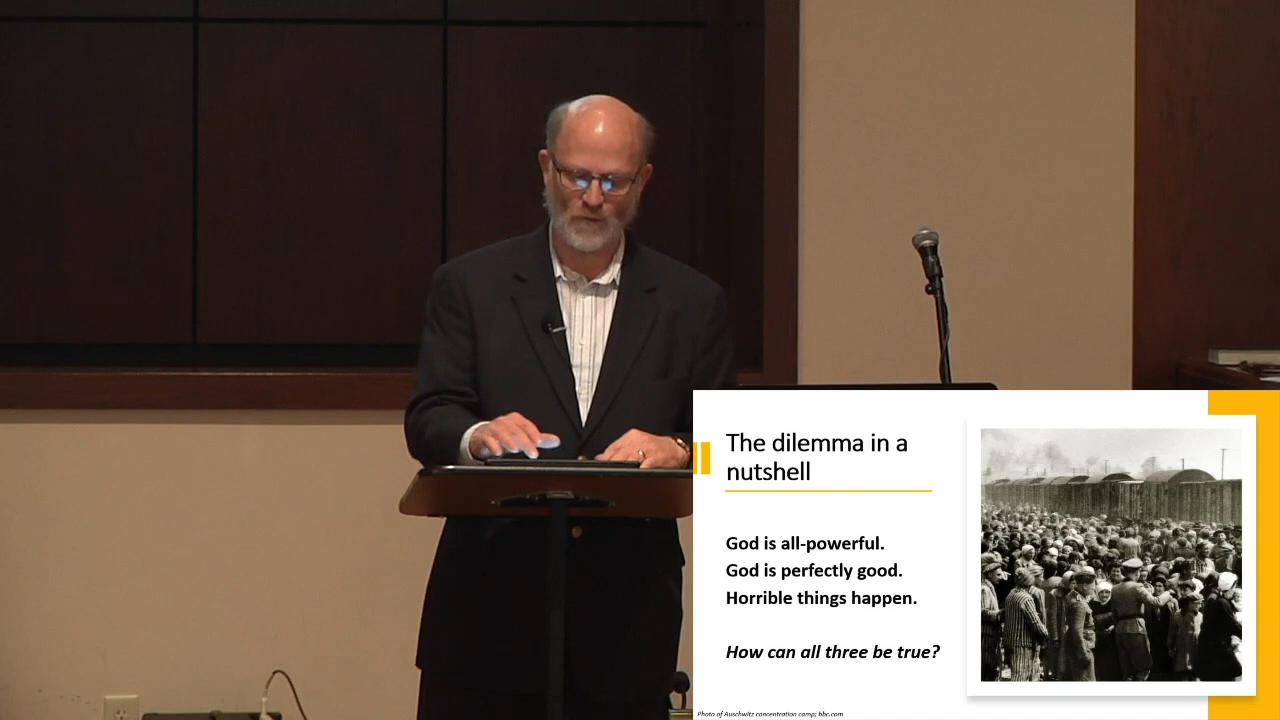 The dilemma in a
nutshell
God is all-powerful.
God is perfectly good.
Horrible things happen.
How can all three be true?
Photo of Auschwitz concentration camp; bbc.com